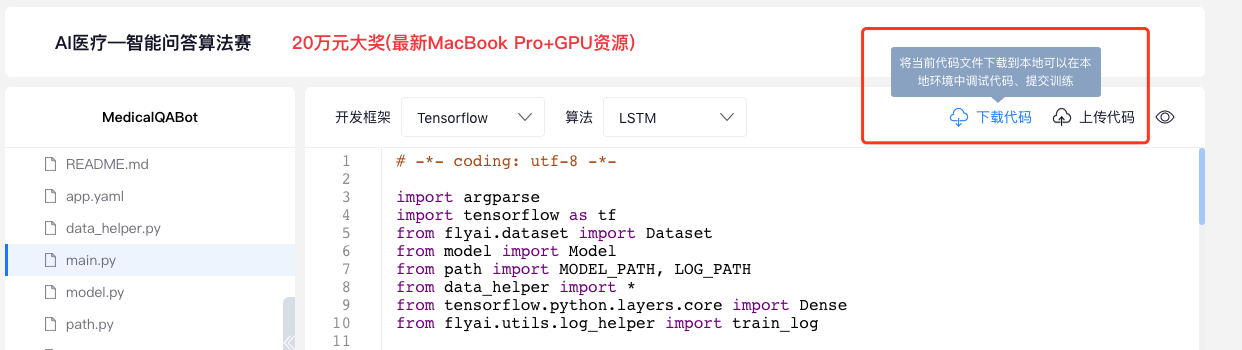 AI医疗—智能问答算法赛 20万元大奖(最新MacBook Pro+GPU资源)
将当前代码文件下载到本地可以在本
地环境中调试代码、提交训练
MedicalQABot
开发框架 Tensorflow 算法 LSTM 下载代码 上传代码
README.md
app.yaml
data_helper.py
main.py
model.py
path.py
1 # -*- coding: utf-8 -*-
2
3 import argparse
4 import tensorflow as tf
5 from flyai.dataset import Dataset
6 from model import Model
7 from path import MODEL_PATH, LOG_PATH
8 from data_helper import *
9 from tensorflow.python.layers.core import Dense
10 from flyai.utils.log_helper import train_log
11